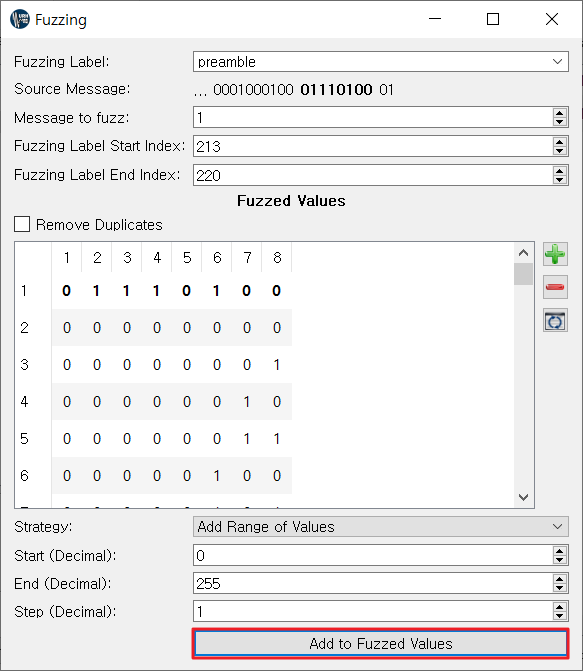 Fuzzing
Fuzzing Label: preamble
Source Message: ... 0001000100 01110100 01
Message to fuzz: 1
Fuzzing Label Start Index: 213
Fuzzing Label End Index: 220
Fuzzed Values
Remove Duplicates
1 2 3 4 5 6 7 8
1 0 1 1 1 0 1 0 0
2 0 0 0 0 0 0 0 0
3 0 0 0 0 0 0 0 1
4 0 0 0 0 0 0 1 0
5 0 0 0 0 0 0 1 1
6 0 0 0 0 0 1 0 0
Strategy: Add Range of Values
Start (Decimal): 0
End (Decimal): 255
Step (Decimal): 1
Add to Fuzzed Values